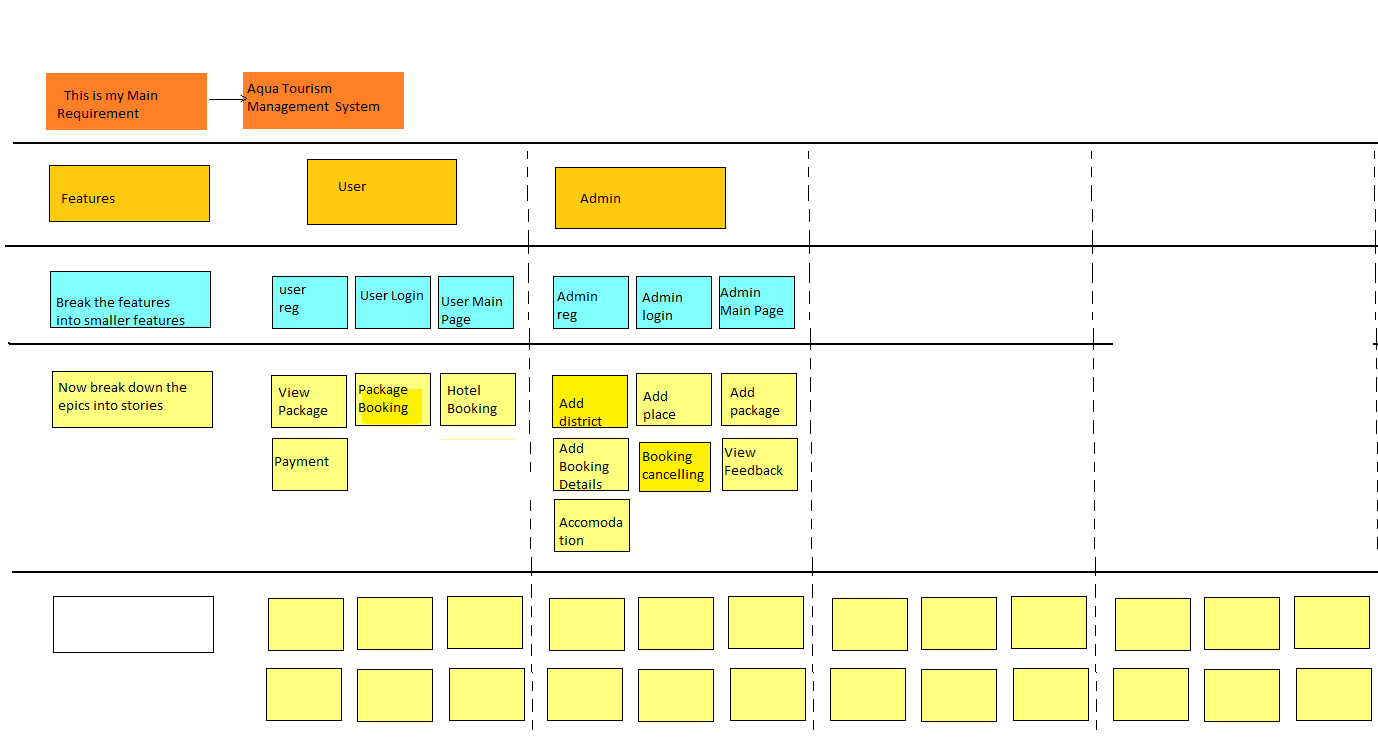 This is my Main
Requirement
Aqua Tourism
Management System
Features
User
Admin
Break the features
into smaller features
user
reg
User Login
User Main
Page
Admin
reg
Admin
login
Admin
Main Page
Now break down the
epics into stories
View
Package
Package
Booking
Hotel
Booking
Add
district
Add
place
Add
package
Payment
Add
Booking
Details
Booking
cancelling
View
Feedback
Accomoda
tion